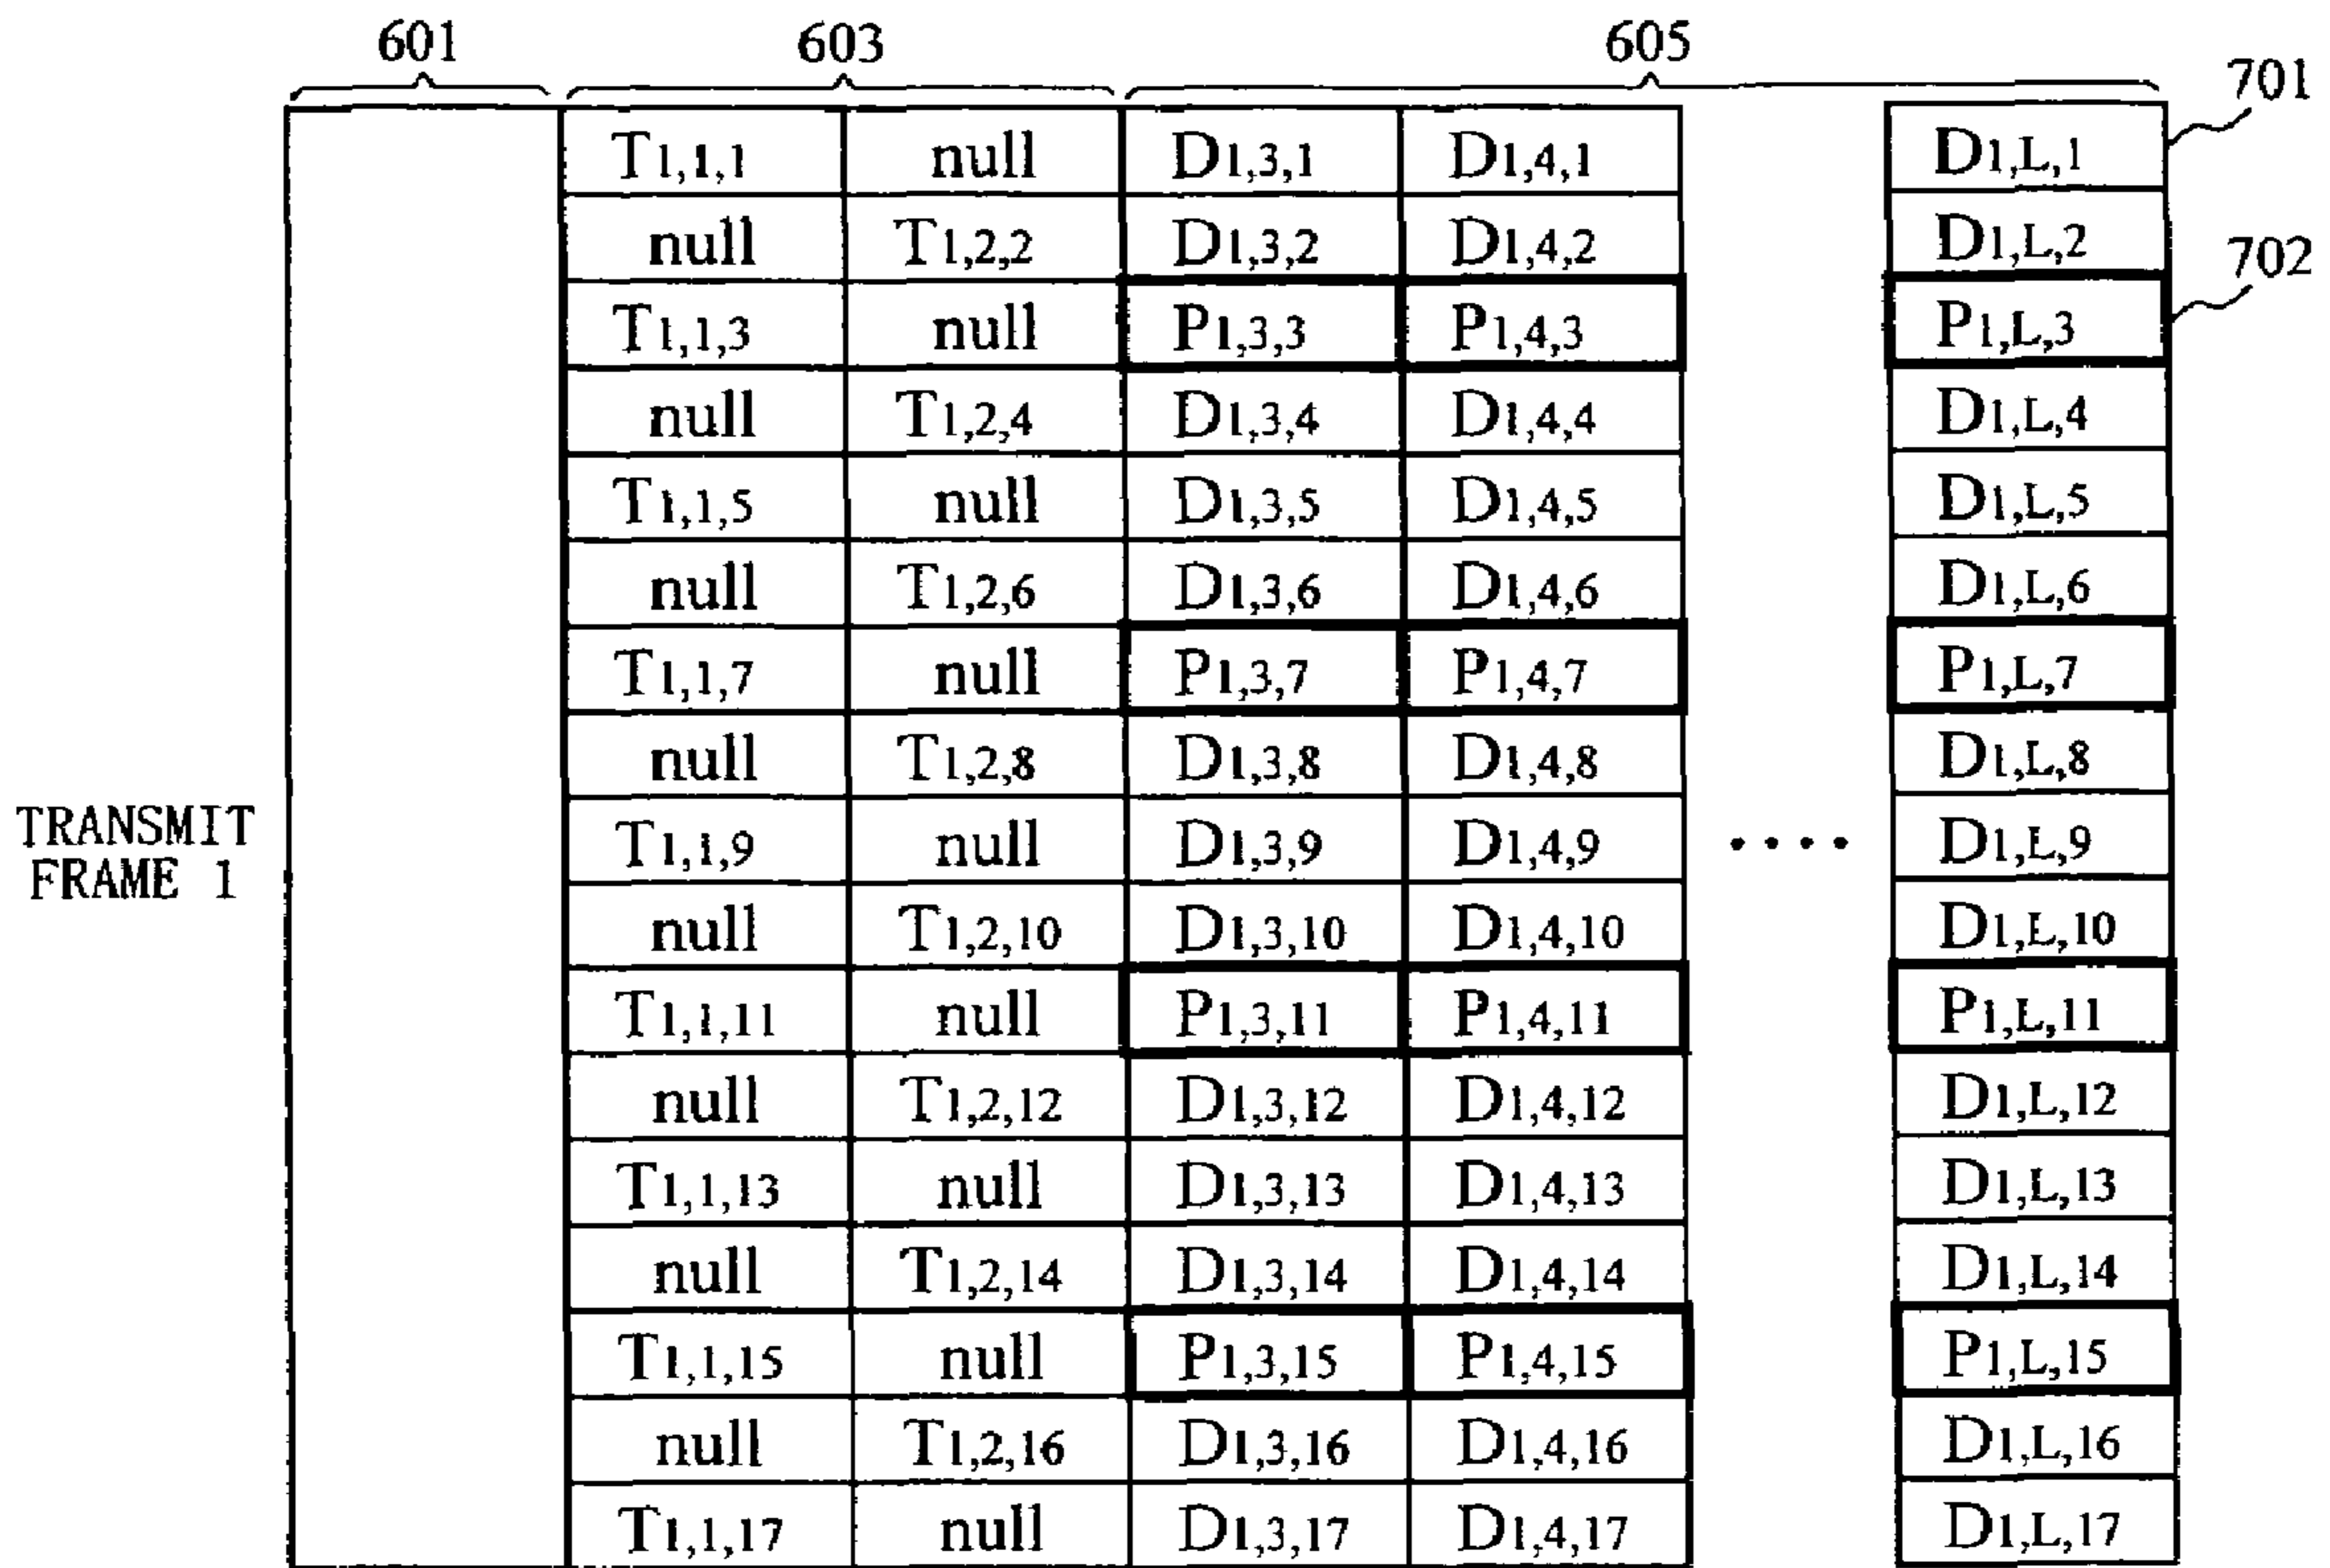 601 603 605
701
T1,1,1 null D1,3,1 D1,4,1 D1,L,1
null T1,2,2 D1,3,2 D1,4,2 D1,L,2
702
T1,1,3 null P1,3,3 P1,4,3 P1,L,3
null T1,2,4 D1,3,4 D1,4,4 D1,L,4
T1,1,5 null D1,3,5 D1,4,5 D1,L,5
null T1,2,6 D1,3,6 D1,4,6 D1,L,6
T1,1,7 null P1,3,7 P1,4,7 P1,L,7
null T1,2,8 D1,3,8 D1,4,8 D1,L,8
TRANSMIT
FRAME 1
T1,1,9 null D1,3,9 D1,4,9 .... D1,L,9
null T1,2,10 D1,3,10 D1,4,10 D1,L,10
T1,1,11 null P1,3,11 P1,4,11 P1,L,11
null T1,2,12 D1,3,12 D1,4,12 D1,L,12
T1,1,13 null D1,3,13 D1,4,13 D1,L,13
null T1,2,14 D1,3,14 D1,4,14 D1,L,14
T1,1,15 null P1,3,15 P1,4,15 P1,L,15
null T1,2,16 D1,3,16 D1,4,16 D1,L,16
T1,1,17 null D1,3,17 D1,4,17 D1,L,17